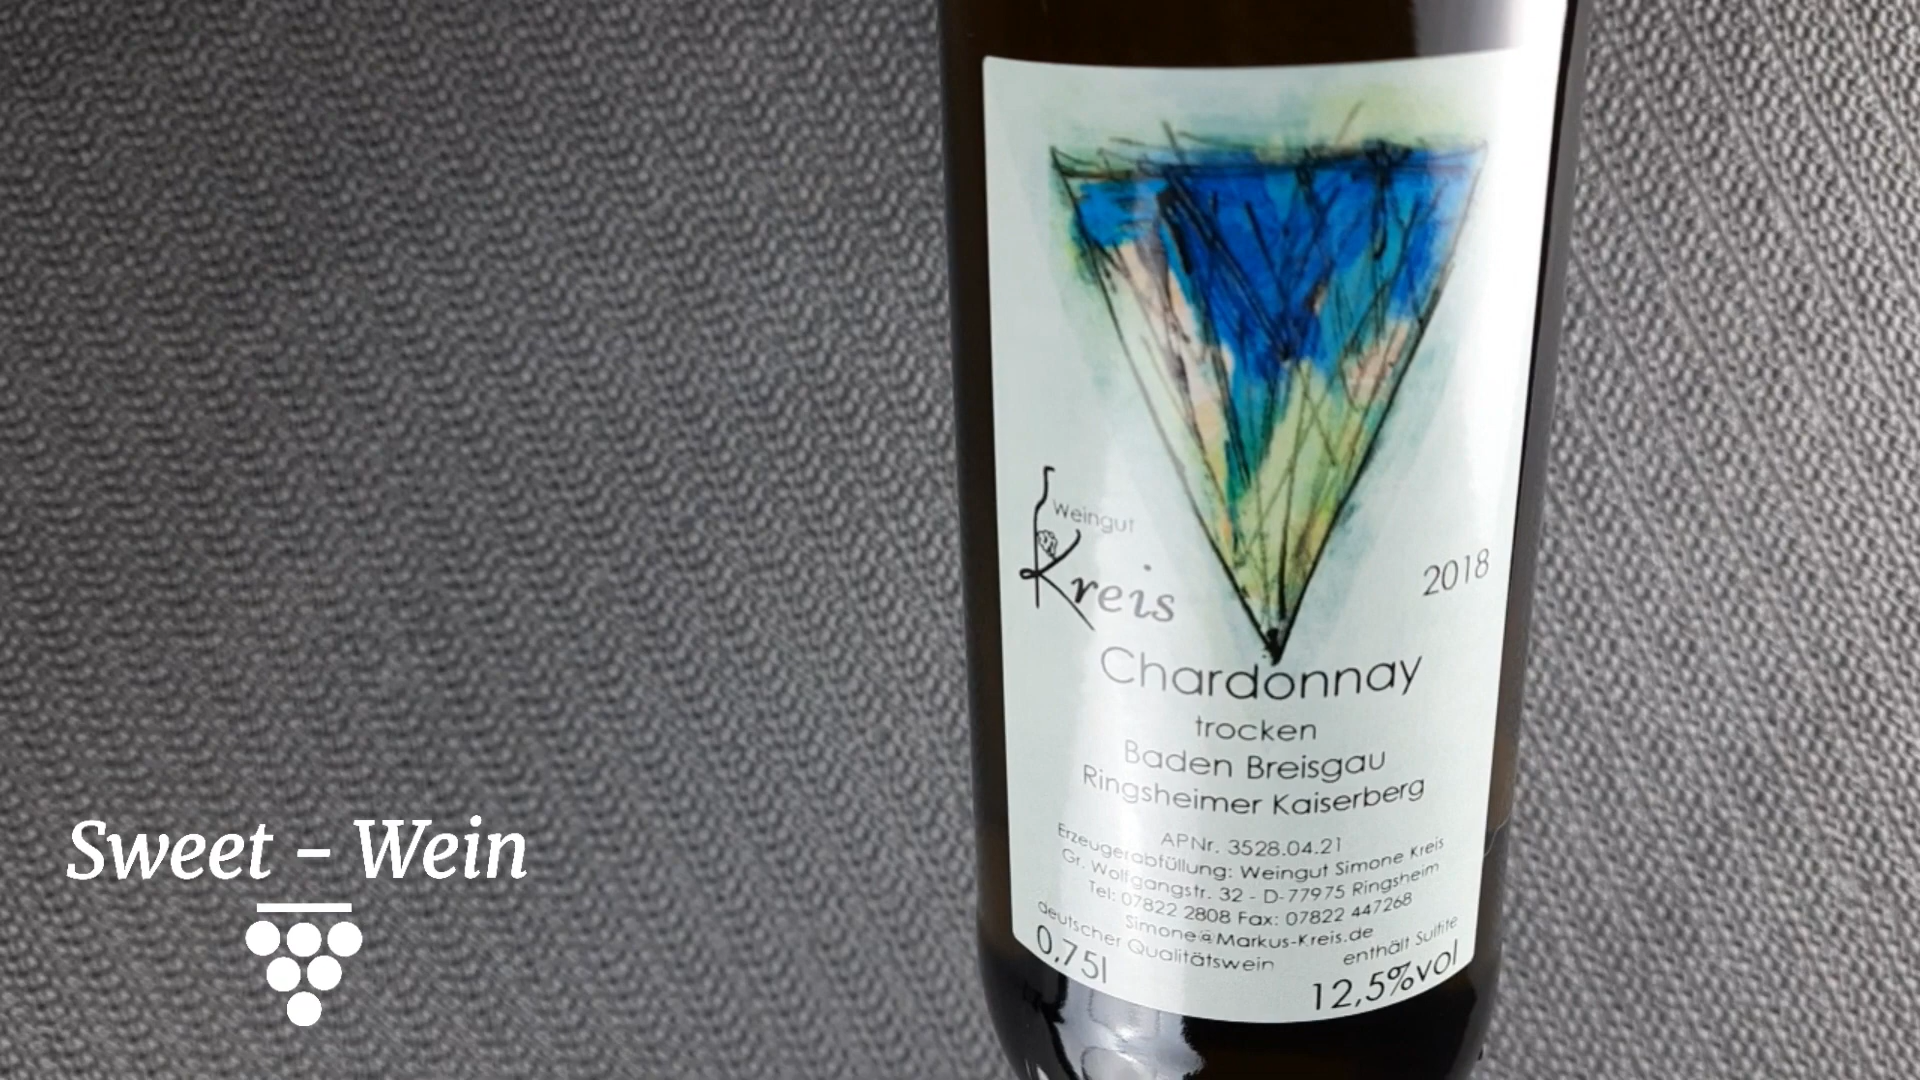 Weingut
Kreis
2018
Chardonnay
trocken
Baden Breisgau
Ringsheimer Kaiserberg
APNr. 3528.04.21
Erzeugerabfüllung: Weingut Simone Kreis
Gr. Wolfgangstr. 32 - D-77975 Ringsheim
Tel: 07822 2808 Fax: 07822 447268
Simone@Markus-Kreis.de
deutscher Qualitätswein
enthält Sulfite
0,75l
12,5%vol
Sweet - Wein